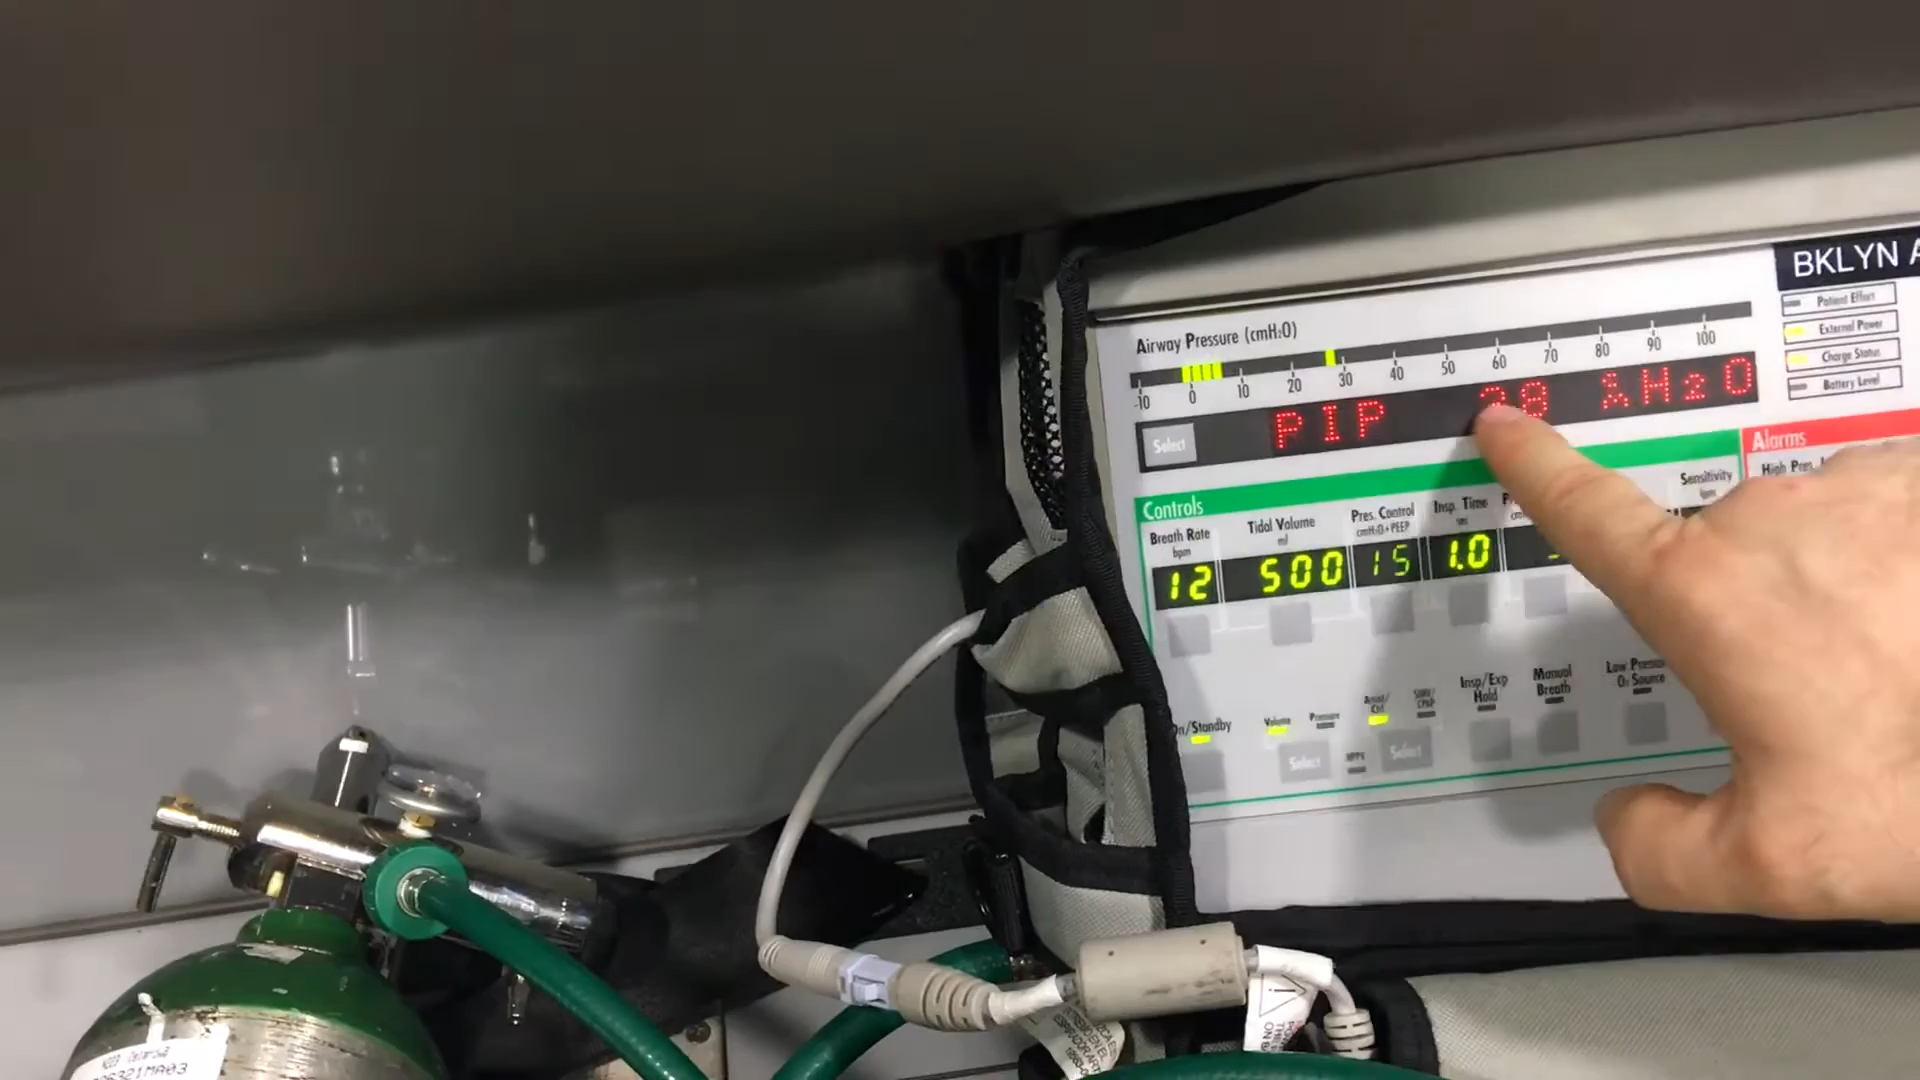 BKLYN A
Patient Effort
External Power
Charge Status
Battery Level
Airway Pressure (cmH2O)
-10 0 10 20 30 40 50 60 70 80 90 100
Select
PIP 28 H2O
Alarms
High Pres.
Controls
Breath Rate
bpm
Tidal Volume
ml
Pres. Control
cmH2O+PEEP
Insp. Time
Sensitivity
12 500 15 1.0 -
On/Standby
Volume
Pressure
Assist/
Ctrl
SIMV/
CPAP
Insp/Exp
Hold
Manual
Breath
Low Pressu
O2 Source
Select
NPPV
Select